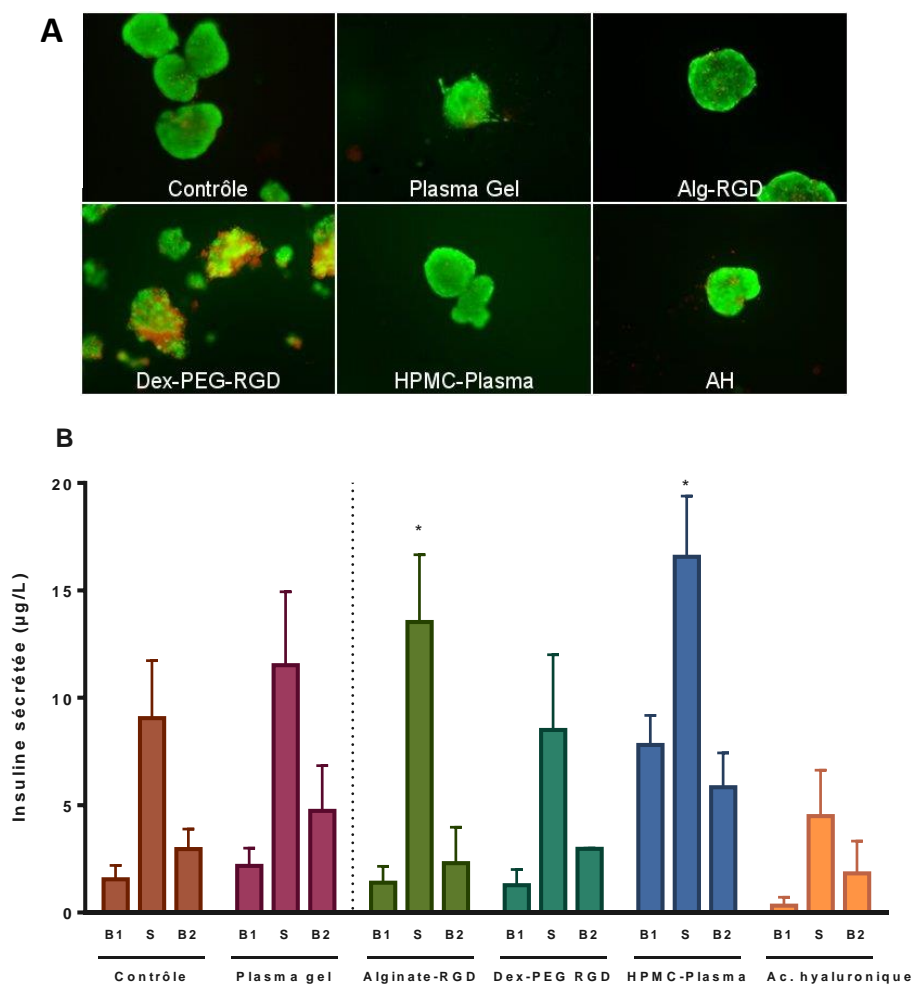 A
Contrôle
Plasma Gel
Alg-RGD
Dex-PEG-RGD
HPMC-Plasma
AH
B
Insuline sécrétée (µg/L)
20
15
10
5
0
*
*
B1 S B2 B1 S B2 B1 S B2 B1 S B2 B1 S B2 B1 S B2
Contrôle Plasma gel Alginate-RGD Dex-PEG RGD HPMC-Plasma Ac. hyaluronique